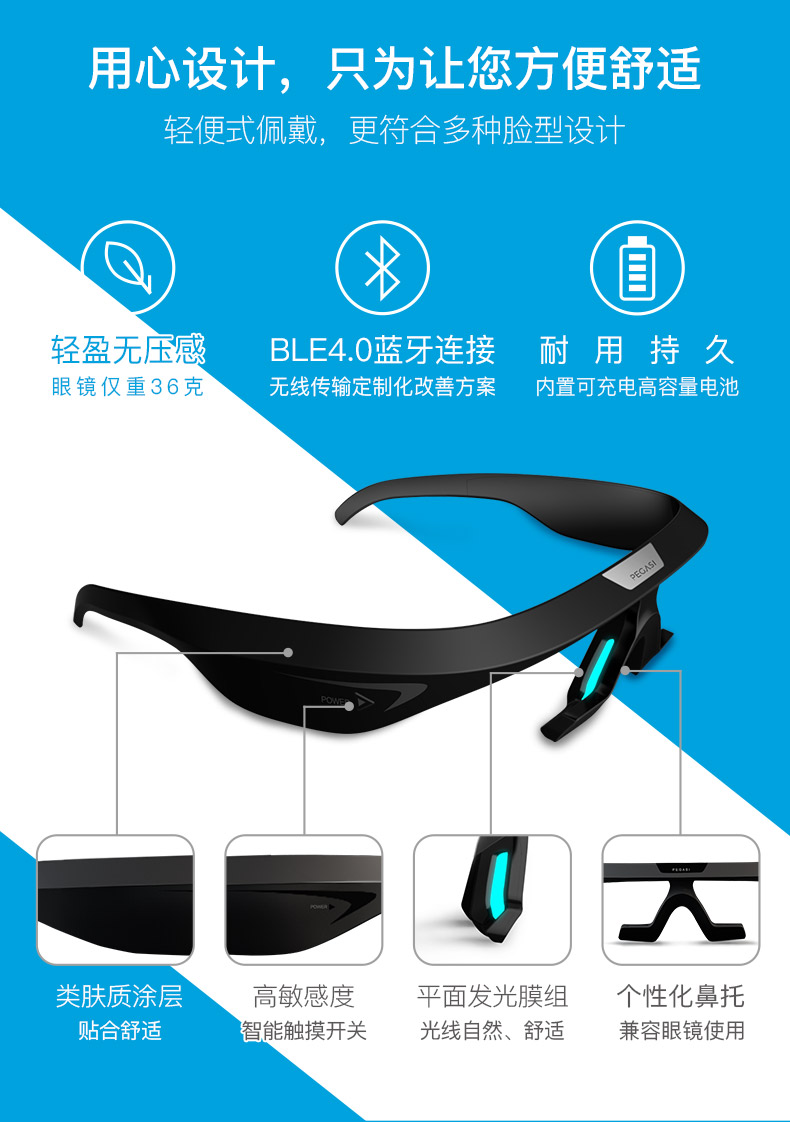 用心设计，只为让您方便舒适
轻便式佩戴，更符合多种脸型设计
轻盈无压感
眼镜仅重36克
BLE4.0蓝牙连接
无线传输定制化改善方案
耐用持久
内置可充电高容量电池
PEGASI
POWER
POWER
PEGASI
类肤质涂层
贴合舒适
高敏感度
智能触摸开关
平面发光膜组
光线自然、舒适
个性化鼻托
兼容眼镜使用